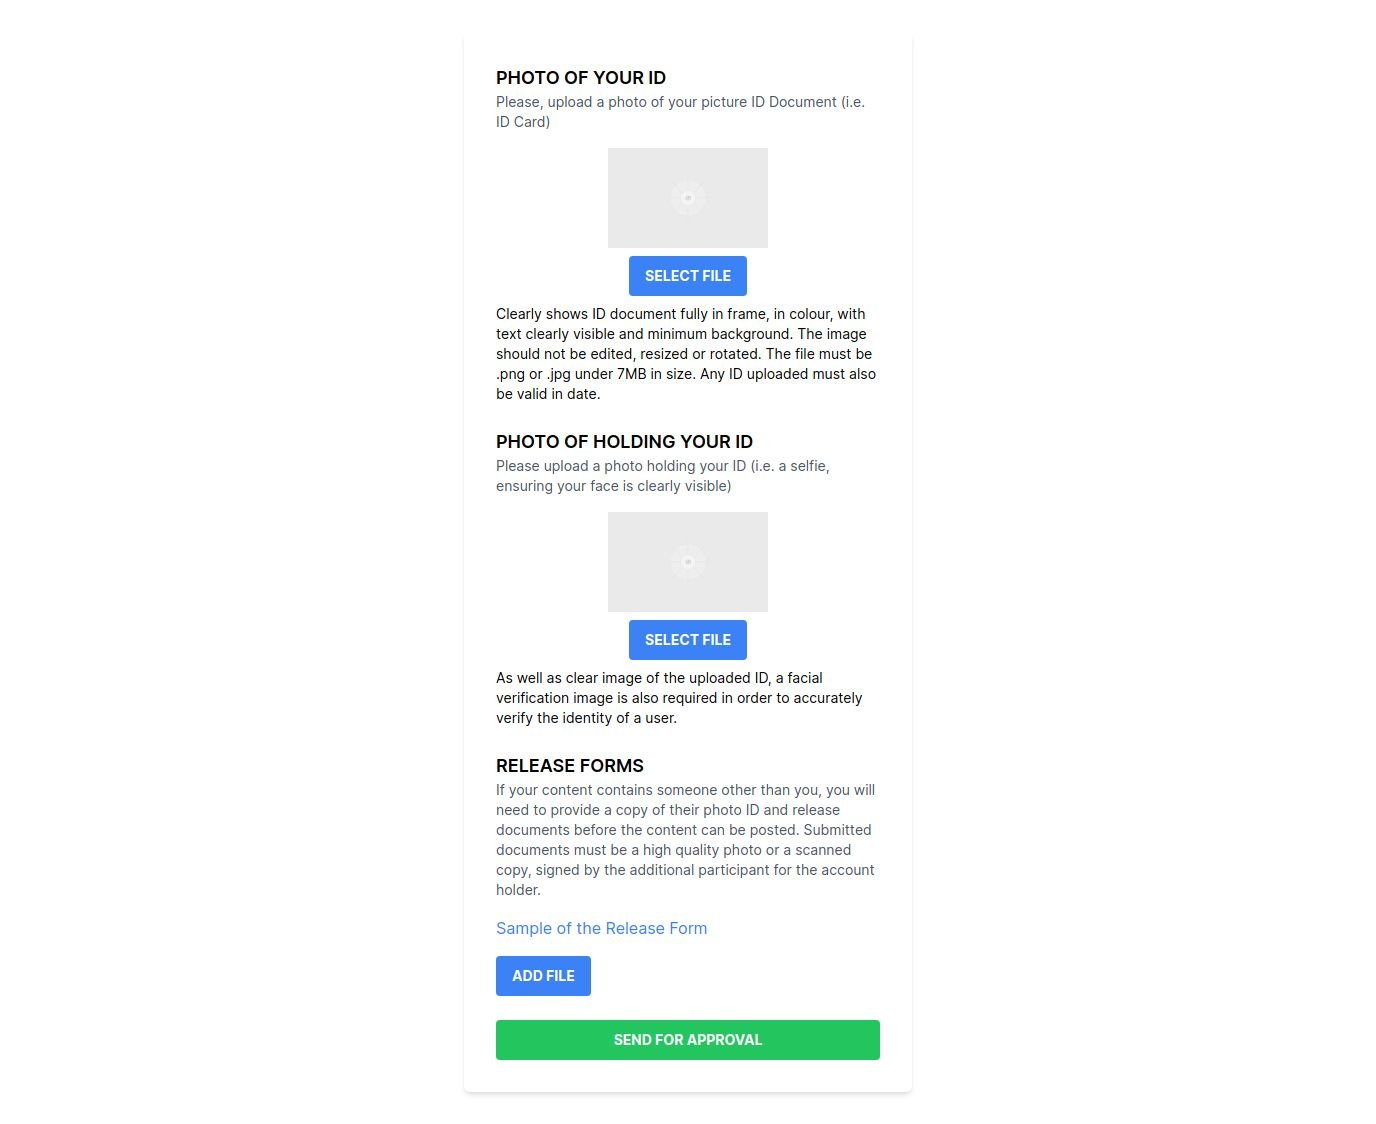 PHOTO OF YOUR ID
Please, upload a photo of your picture ID Document (i.e.
ID Card)
SELECT FILE
Clearly shows ID document fully in frame, in colour, with
text clearly visible and minimum background. The image
should not be edited, resized or rotated. The file must be
.png or .jpg under 7MB in size. Any ID uploaded must also
be valid in date.
PHOTO OF HOLDING YOUR ID
Please upload a photo holding your ID (i.e. a selfie,
ensuring your face is clearly visible)
SELECT FILE
As well as clear image of the uploaded ID, a facial
verification image is also required in order to accurately
verify the identity of a user.
RELEASE FORMS
If your content contains someone other than you, you will
need to provide a copy of their photo ID and release
documents before the content can be posted. Submitted
documents must be a high quality photo or a scanned
copy, signed by the additional participant for the account
holder.
Sample of the Release Form
ADD FILE
SEND FOR APPROVAL